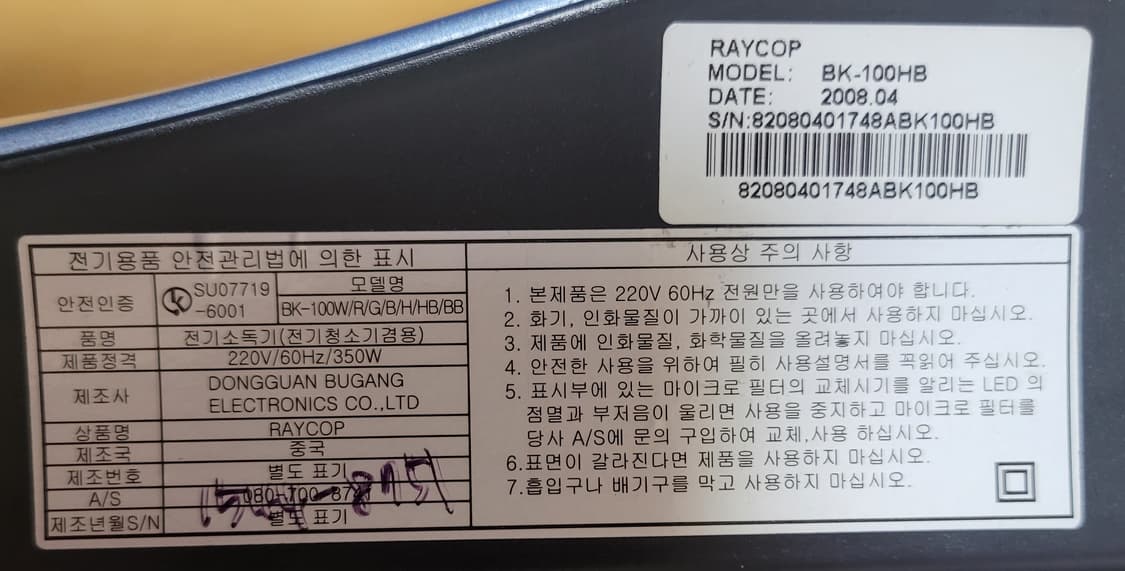 RAYCOP
MODEL: BK-100HB
DATE: 2008.04
S/N:82080401748ABK100HB
82080401748ABK100HB
전기용품 안전관리법에 의한 표시
안전인증 SU07719-6001 모델명 BK-100W/R/G/B/H/HB/BB
품명 전기소독기(전기청소기겸용)
제품정격 220V/60Hz/350W
제조사 DONGGUAN BUGANG ELECTRONICS CO.,LTD
상품명 RAYCOP
제조국 중국
제조번호 별도 표기
A/S
제조년월S/N 별도 표기
사용상 주의 사항
1. 본제품은 220V 60Hz 전원만을 사용하여야 합니다.
2. 화기, 인화물질이 가까이 있는 곳에서 사용하지 마십시오.
3. 제품에 인화물질, 화학물질을 올려놓지 마십시오.
4. 안전한 사용을 위하여 필히 사용설명서를 꼭읽어 주십시오.
5. 표시부에 있는 마이크로 필터의 교체시기를 알리는 LED 의
점멸과 부저음이 울리면 사용을 중지하고 마이크로 필터를
당사 A/S에 문의 구입하여 교체,사용 하십시오.
6.표면이 갈라진다면 제품을 사용하지 마십시오.
7.흡입구나 배기구를 막고 사용하지 마십시오.